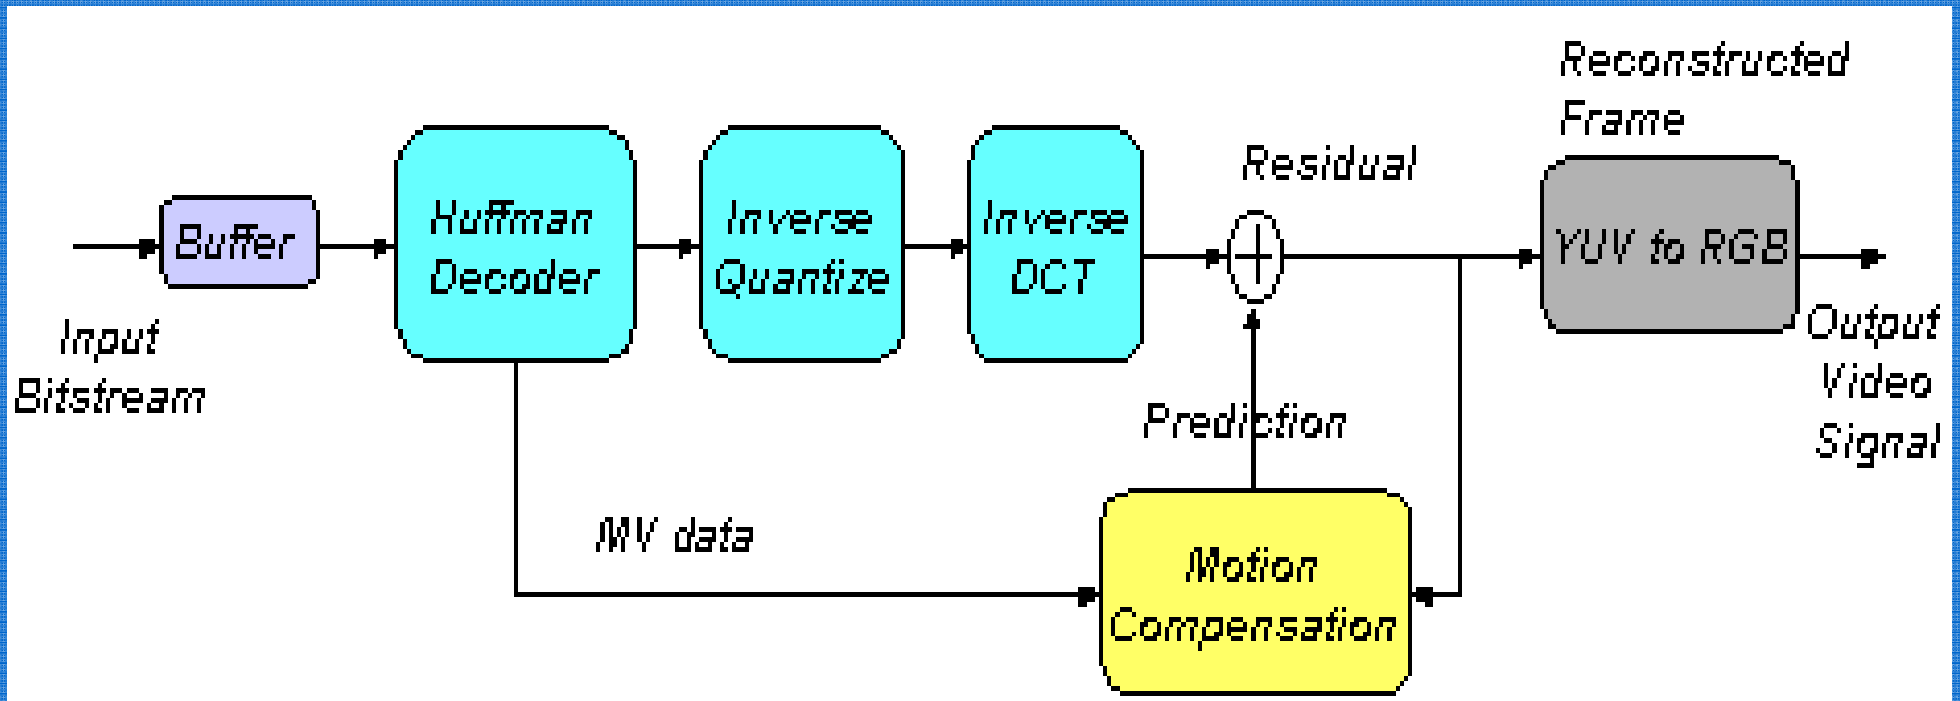 Reconstructed
Frame
Residual
Buffer
Huffman
Decoder
Inverse
Quantize
Inverse
DCT
YUV to RGB
Input
Bitstream
Output
Video
Signal
Prediction
MV data
Motion
Compensation